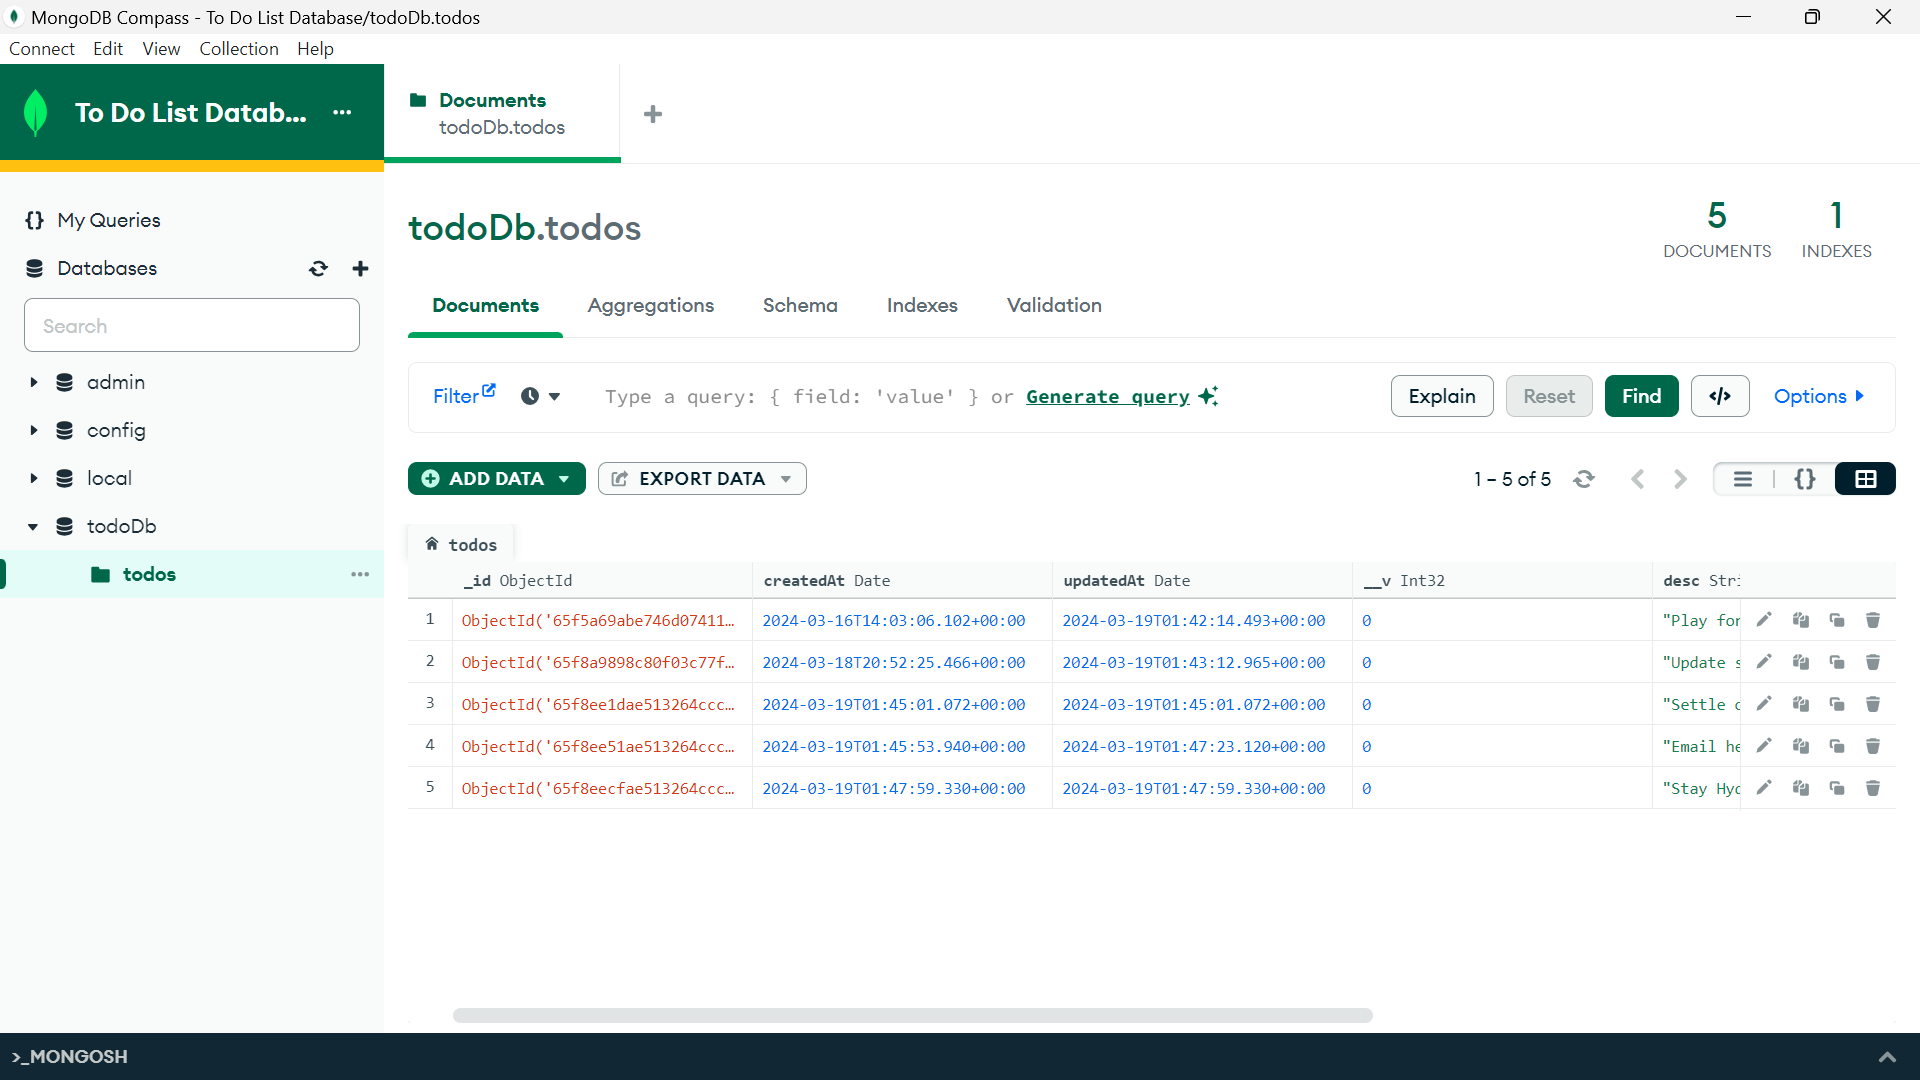 MongoDB Compass - To Do List Database/todoDb.todos
Connect Edit View Collection Help
To Do List Datab...
Documents
todoDb.todos
{} My Queries
Databases
Search
admin
config
local
todoDb
todos
todoDb.todos
5
DOCUMENTS
1
INDEXES
Documents Aggregations Schema Indexes Validation
Filter
Type a query: { field: 'value' } or Generate query
Explain Reset Find </> Options
ADD DATA EXPORT DATA 1 – 5 of 5 {}
todos
_id ObjectId createdAt Date updatedAt Date __v Int32 desc Stri
1 ObjectId('65f5a69abe746d07411… 2024-03-16T14:03:06.102+00:00 2024-03-19T01:42:14.493+00:00 0 "Play for
2 ObjectId('65f8a9898c80f03c77f… 2024-03-18T20:52:25.466+00:00 2024-03-19T01:43:12.965+00:00 0 "Update s
3 ObjectId('65f8ee1dae513264ccc… 2024-03-19T01:45:01.072+00:00 2024-03-19T01:45:01.072+00:00 0 "Settle
4 ObjectId('65f8ee51ae513264ccc… 2024-03-19T01:45:53.940+00:00 2024-03-19T01:47:23.120+00:00 0 "Email he
5 ObjectId('65f8eecfae513264ccc… 2024-03-19T01:47:59.330+00:00 2024-03-19T01:47:59.330+00:00 0 "Stay Hyd
>_MONGOSH